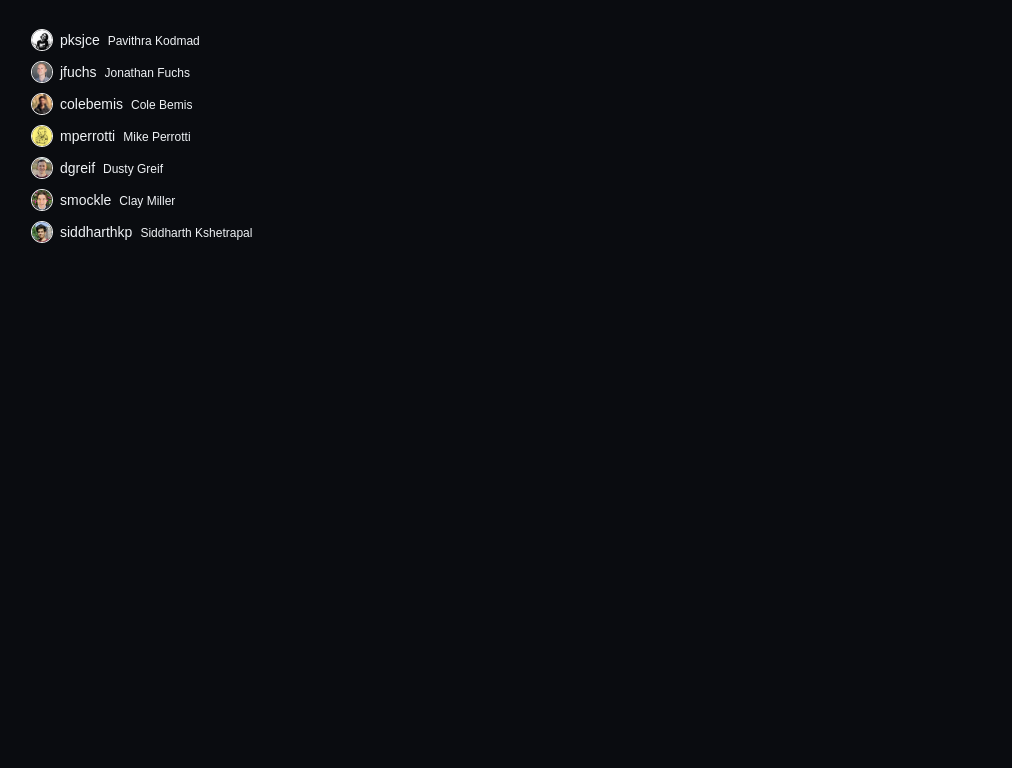 pksjce Pavithra Kodmad
jfuchs Jonathan Fuchs
colebemis Cole Bemis
mperrotti Mike Perrotti
dgreif Dusty Greif
smockle Clay Miller
siddharthkp Siddharth Kshetrapal